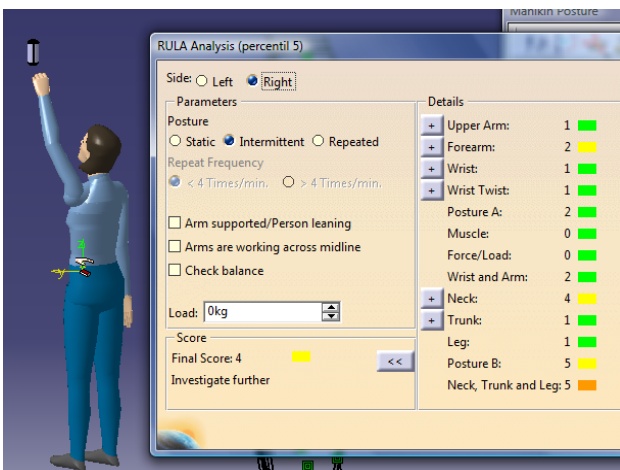 Manikin Posture
RULA Analysis (percentil 5)
Side: Left Right
Parameters
Posture
Static Intermittent Repeated
Repeat Frequency
< 4 Times/min. > 4 Times/min.
Arm supported/Person leaning
Arms are working across midline
Check balance
Load: 0kg
Score
Final Score: 4
<<
Investigate further
Details
+ Upper Arm: 1
+ Forearm: 2
+ Wrist: 1
+ Wrist Twist: 1
Posture A: 2
Muscle: 0
Force/Load: 0
Wrist and Arm: 2
+ Neck: 4
+ Trunk: 1
Leg: 1
Posture B: 5
Neck, Trunk and Leg: 5